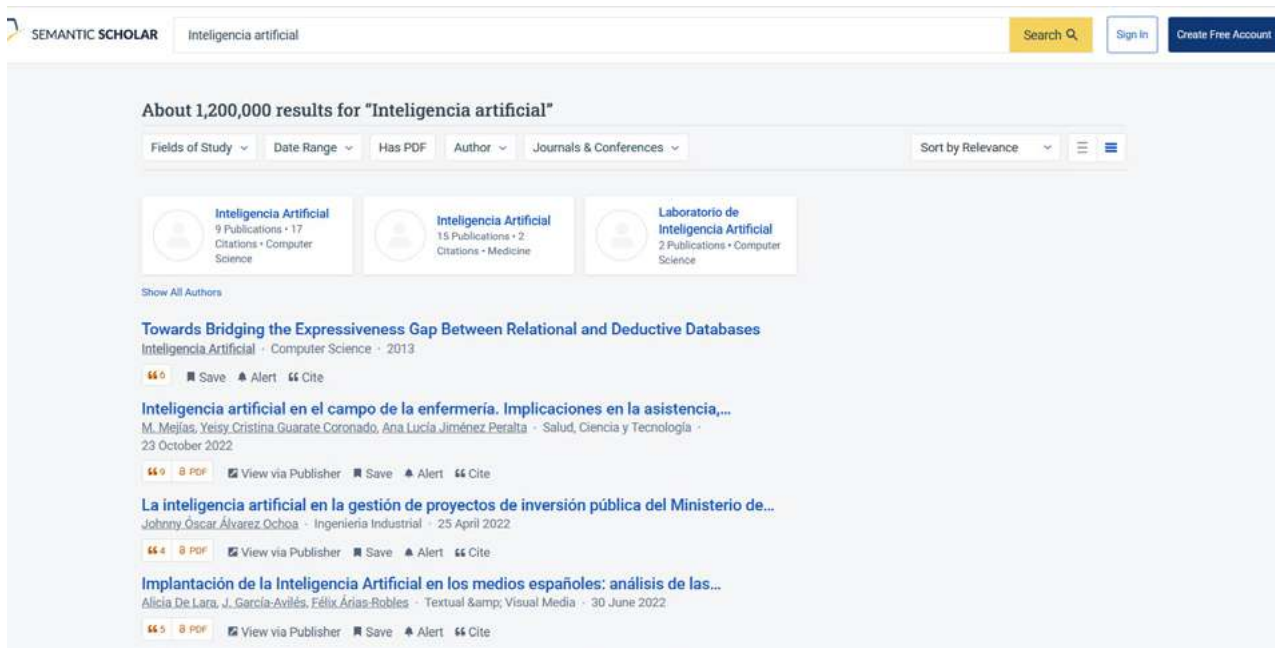 SEMANTIC SCHOLAR Inteligencia artificial Search Sign In Create Free Account
About 1,200,000 results for "Inteligencia artificial"
Fields of Study Date Range Has PDF Author Journals & Conferences Sort by Relevance
Inteligencia Artificial
9 Publications • 17
Citations • Computer
Science
Inteligencia Artificial
15 Publications • 2
Citations • Medicine
Laboratorio de
Inteligencia Artificial
2 Publications • Computer
Science
Show All Authors
Towards Bridging the Expressiveness Gap Between Relational and Deductive Databases
Inteligencia Artificial · Computer Science · 2013
6 Save Alert Cite
Inteligencia artificial en el campo de la enfermería. Implicaciones en la asistencia,...
M. Mejías, Yeisy Cristina Guarate Coronado, Ana Lucía Jiménez Peralta · Salud, Ciencia y Tecnología ·
23 October 2022
9 PDF View via Publisher Save Alert Cite
La inteligencia artificial en la gestión de proyectos de inversión pública del Ministerio de...
Johnny Óscar Álvarez Ochoa · Ingenieria Industrial · 25 April 2022
4 PDF View via Publisher Save Alert Cite
Implantación de la Inteligencia Artificial en los medios españoles: análisis de las...
Alicia De Lara, J. García-Avilés, Félix Árias-Robles · Textual &amp; Visual Media · 30 June 2022
5 PDF View via Publisher Save Alert Cite